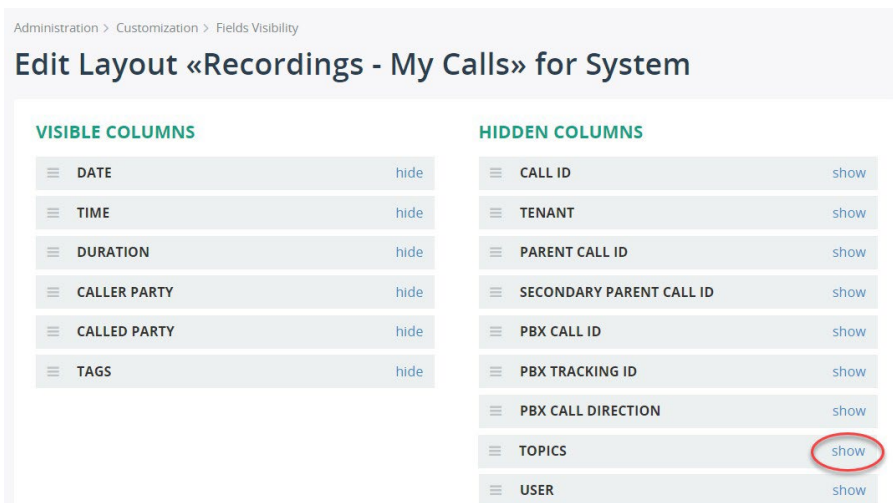 Administration > Customization > Fields Visibility
Edit Layout «Recordings - My Calls» for System
VISIBLE COLUMNS
DATE hide
TIME hide
DURATION hide
CALLER PARTY hide
CALLED PARTY hide
TAGS hide
HIDDEN COLUMNS
CALL ID show
TENANT show
PARENT CALL ID show
SECONDARY PARENT CALL ID show
PBX CALL ID show
PBX TRACKING ID show
PBX CALL DIRECTION show
TOPICS show
USER show